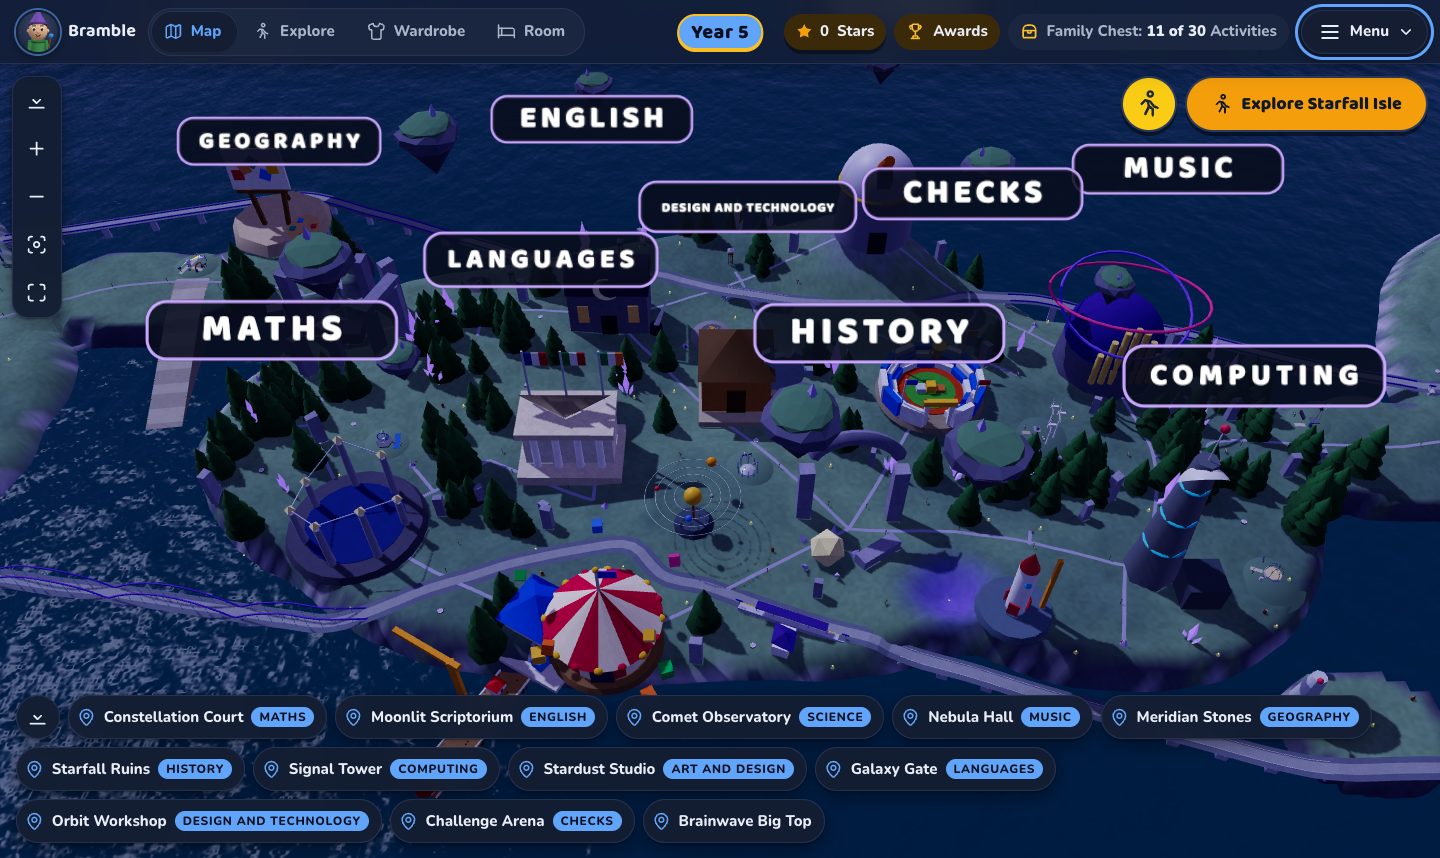 Bramble Map Explore Wardrobe Room Year 5 0 Stars Awards Family Chest: 11 of 30 Activities Menu
Explore Starfall Isle
ENGLISH
GEOGRAPHY
MUSIC
CHECKS
DESIGN AND TECHNOLOGY
LANGUAGES
MATHS
HISTORY
COMPUTING
Constellation Court MATHS Moonlit Scriptorium ENGLISH Comet Observatory SCIENCE Nebula Hall MUSIC Meridian Stones GEOGRAPHY
Starfall Ruins HISTORY Signal Tower COMPUTING Stardust Studio ART AND DESIGN Galaxy Gate LANGUAGES
Orbit Workshop DESIGN AND TECHNOLOGY Challenge Arena CHECKS Brainwave Big Top